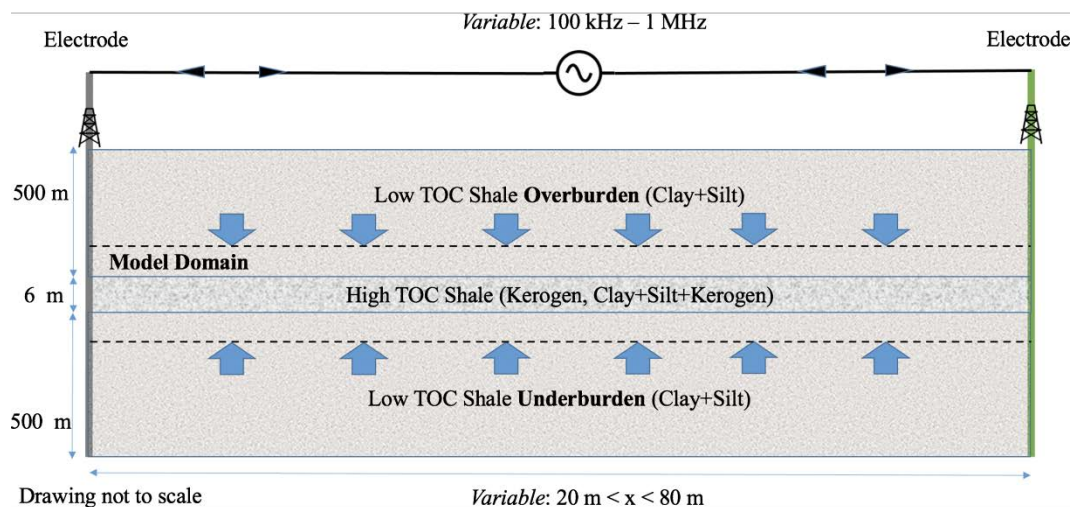 Variable: 100 kHz – 1 MHz
Electrode
Electrode
500 m
Low TOC Shale Overburden (Clay+Silt)
Model Domain
6 m
High TOC Shale (Kerogen, Clay+Silt+Kerogen)
500 m
Low TOC Shale Underburden (Clay+Silt)
Drawing not to scale
Variable: 20 m < x < 80 m